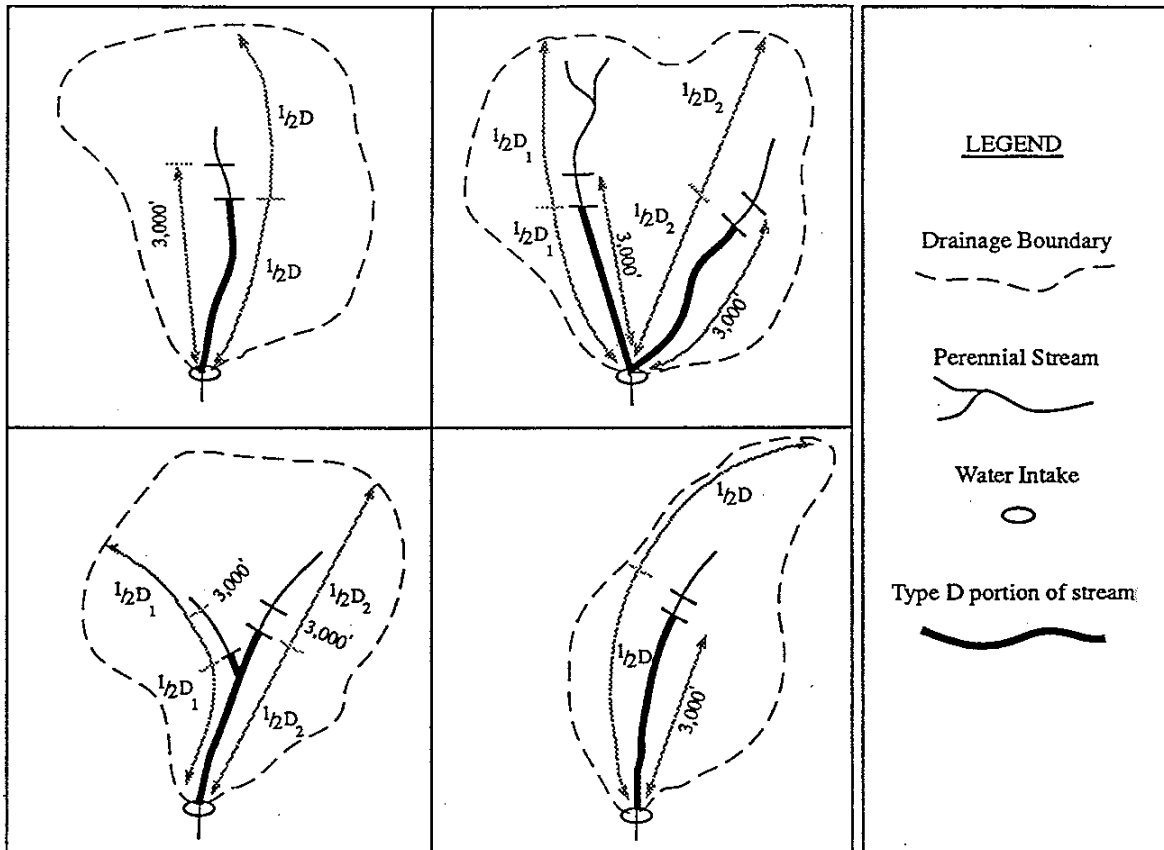 1/2D
3,000'
1/2D
1/2D2
1/2D1
1/2D2
1/2D1
3,000'
3,000'
3,000'
1/2D1
1/2D2
3,000'
1/2D1
1/2D2
1/2D
1/2D
3,000'
LEGEND
Drainage Boundary
Perennial Stream
Water Intake
Type D portion of stream